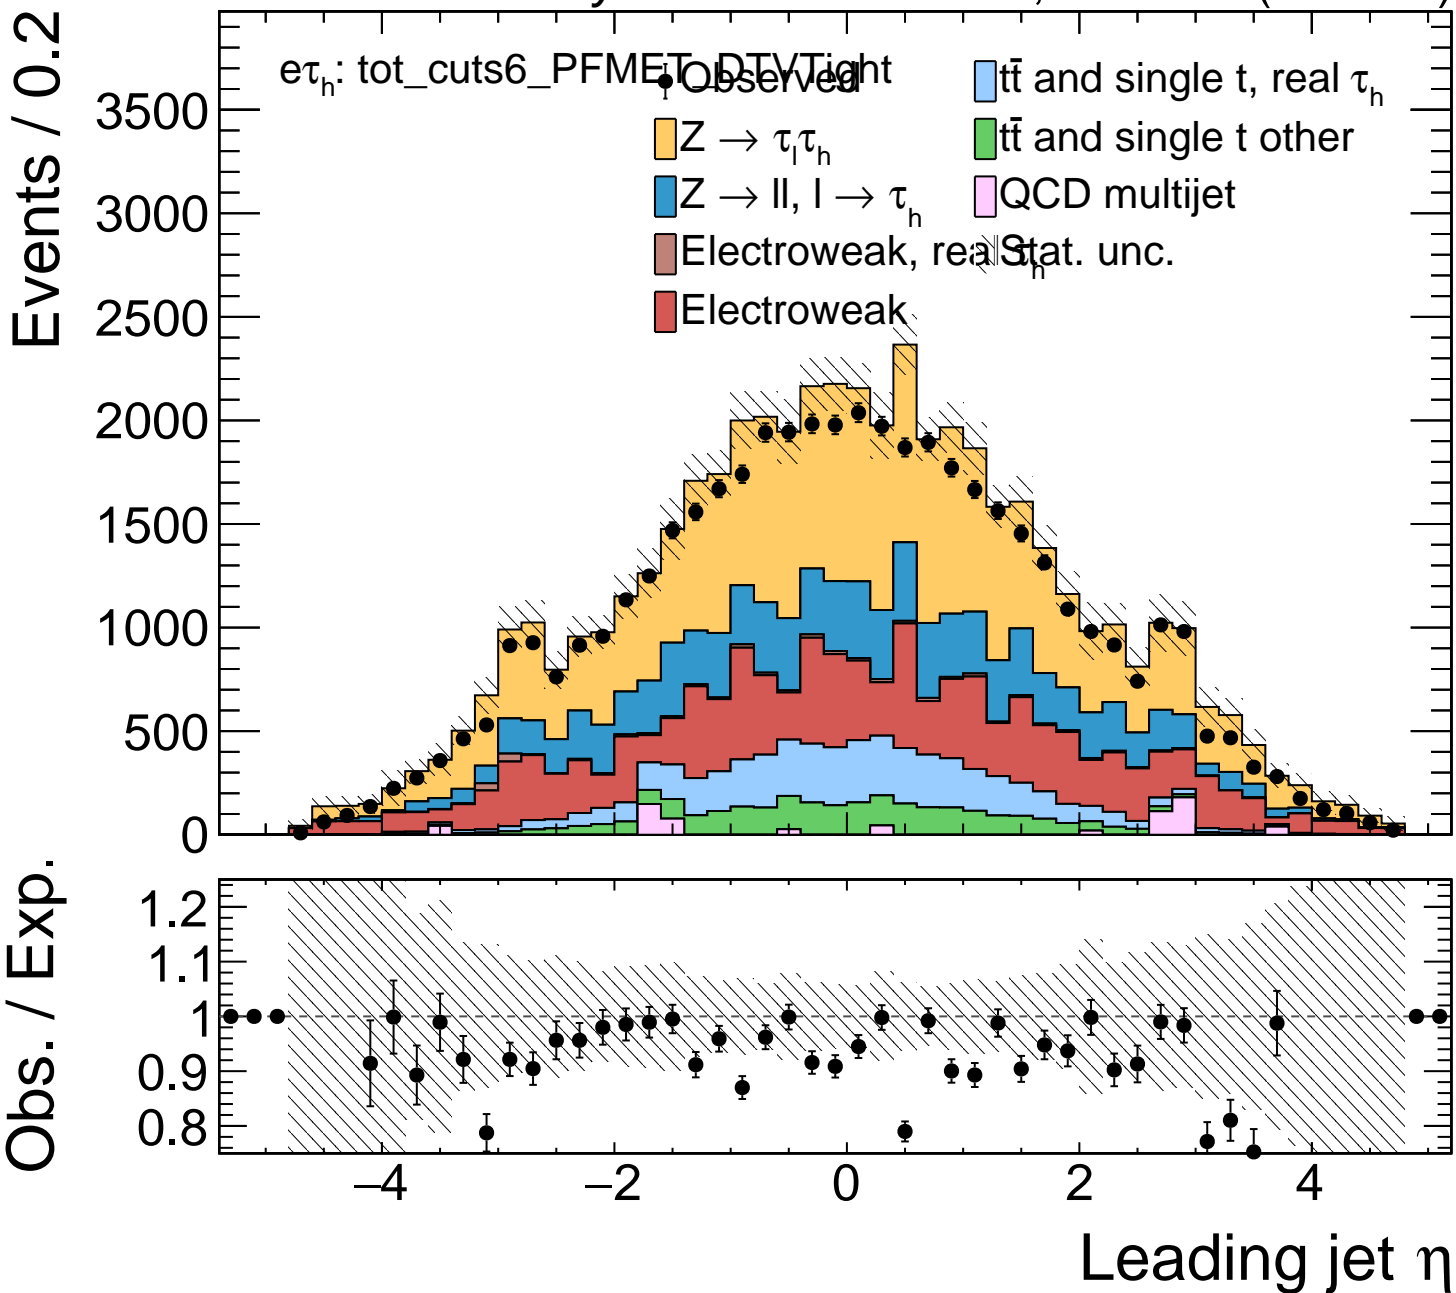 Events / 0.2
eτh: tot_cuts6_PFMET_DTVTight
Observed
Z → τlτh
Z → ll, l → τh
Electroweak, real τh
Electroweak
tt̄ and single t, real τh
tt̄ and single t other
QCD multijet
Stat. unc.
3500
3000
2500
2000
1500
1000
500
0
Obs. / Exp.
1.2
1.1
1
0.9
0.8
−4 −2 0 2 4
Leading jet η